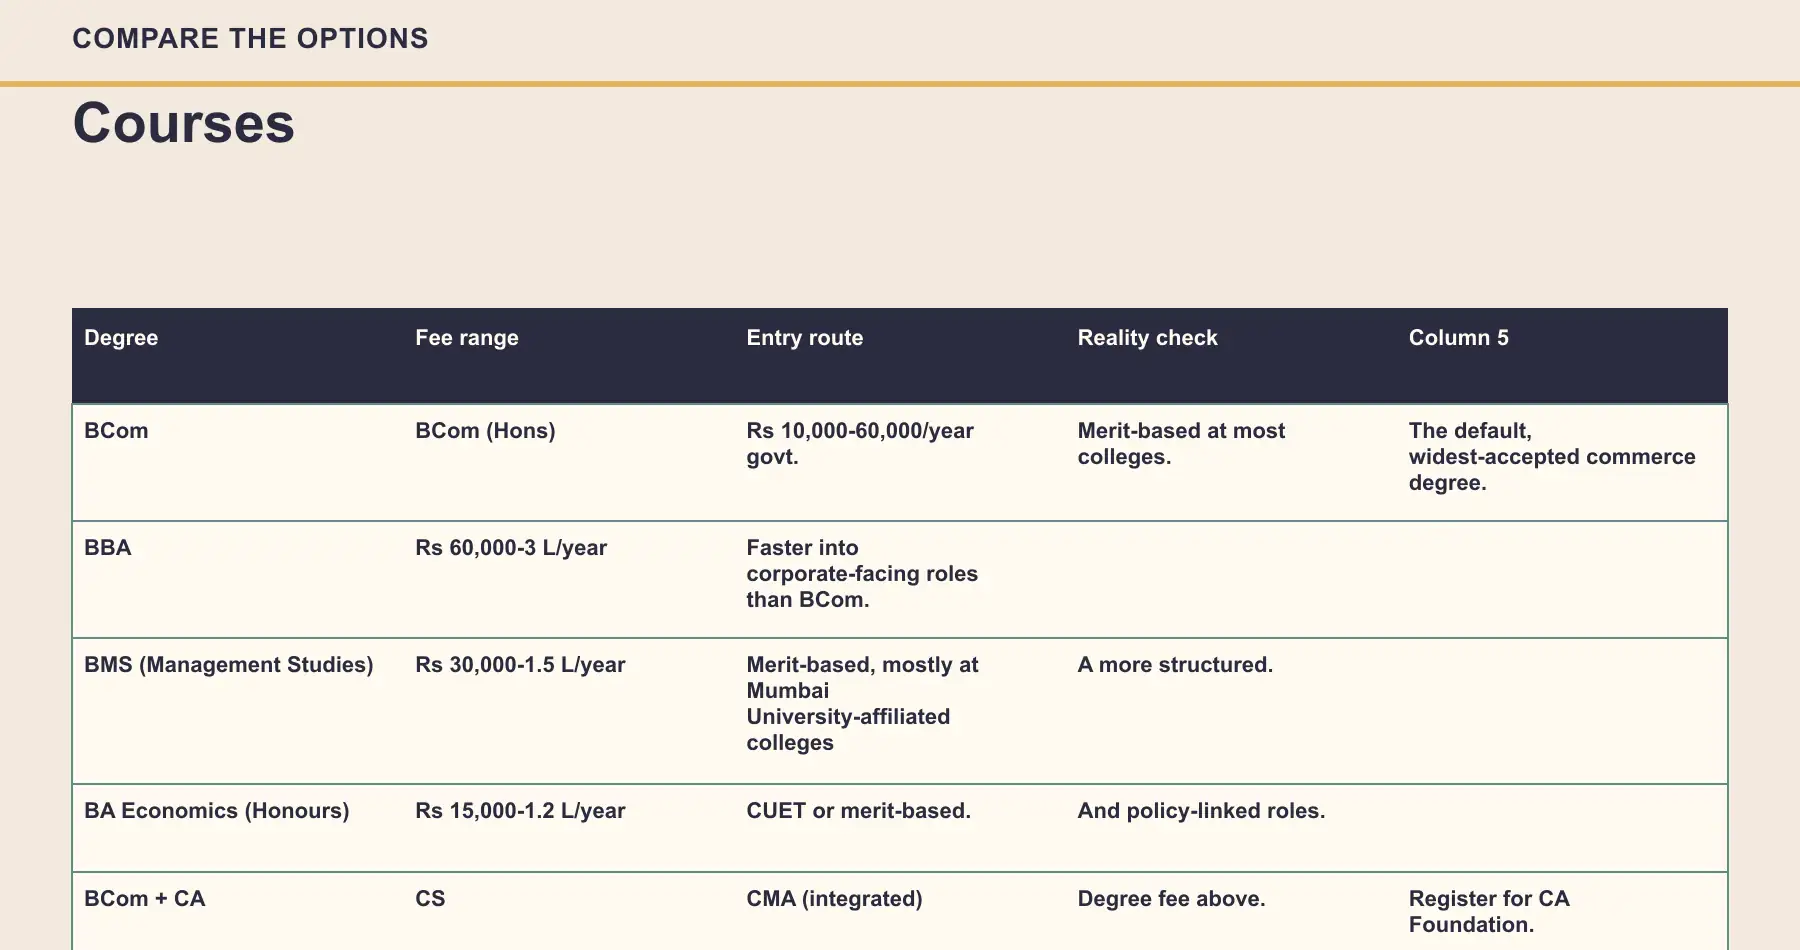 COMPARE THE OPTIONS
Courses
Degree
Fee range
Entry route
Reality check
Column 5
BCom
BCom (Hons)
Rs 10,000-60,000/year
govt.
Merit-based at most
colleges.
The default,
widest-accepted commerce
degree.
BBA
Rs 60,000-3 L/year
Faster into
corporate-facing roles
than BCom.
BMS (Management Studies)
Rs 30,000-1.5 L/year
Merit-based, mostly at
Mumbai
University-affiliated
colleges
A more structured.
BA Economics (Honours)
Rs 15,000-1.2 L/year
CUET or merit-based.
And policy-linked roles.
BCom + CA
CS
CMA (integrated)
Degree fee above.
Register for CA
Foundation.